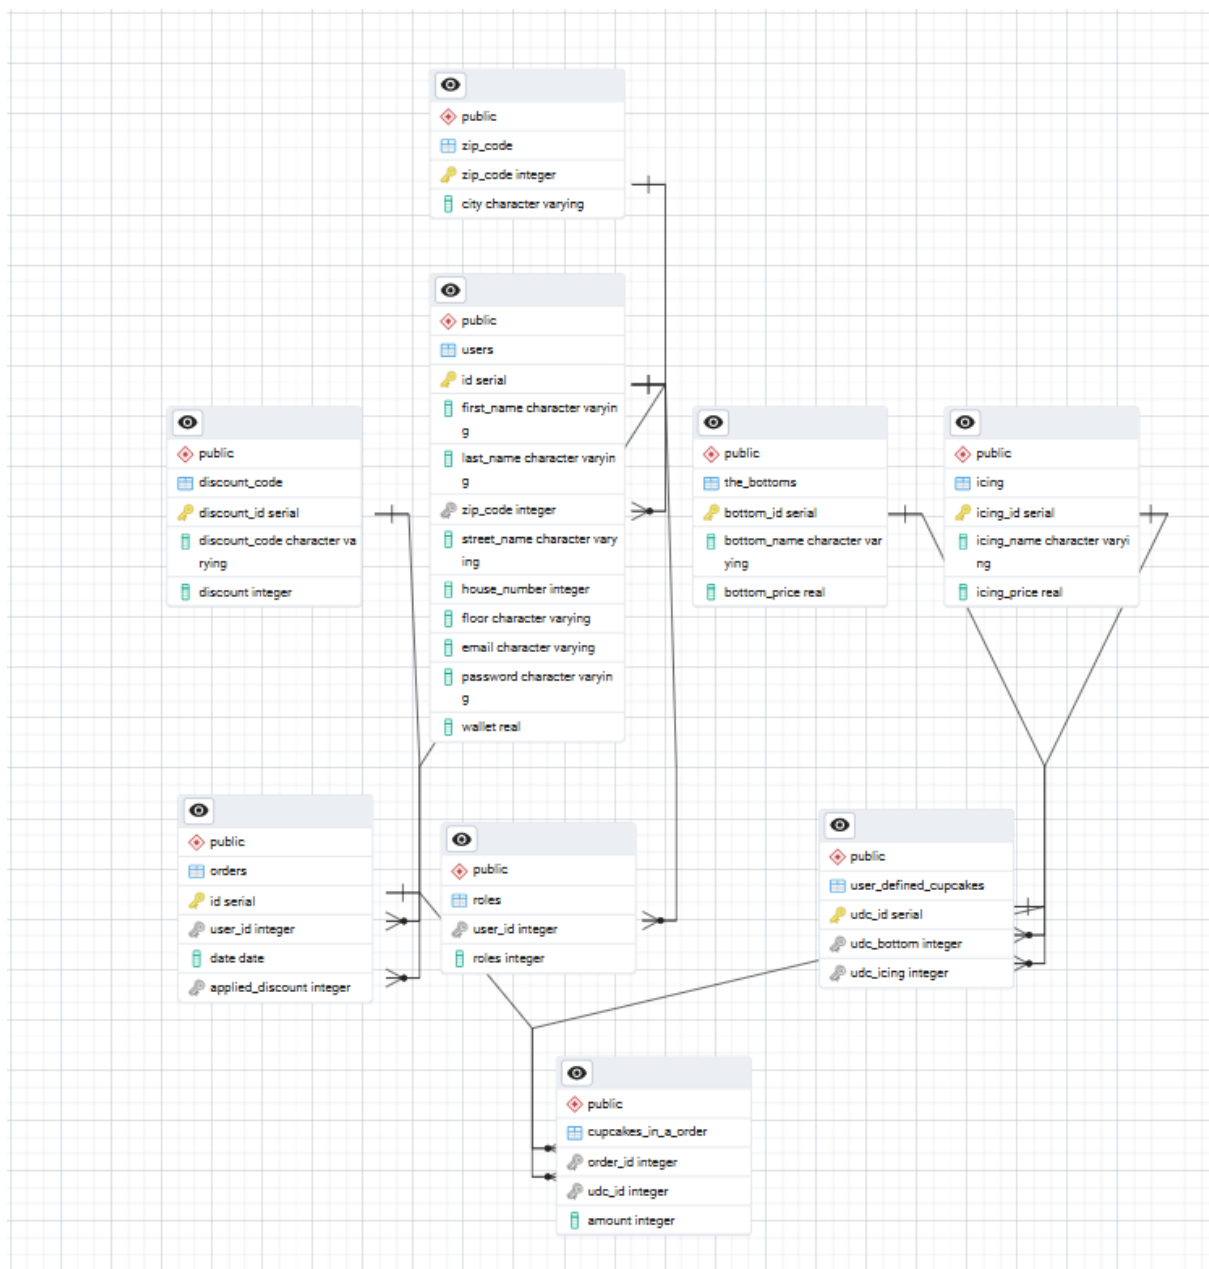 public
zip_code
zip_code integer
city character varying
public
users
id serial
first_name character varyin
g
last_name character varyin
g
zip_code integer
street_name character vary
ing
house_number integer
floor character varying
email character varying
password character varyin
g
wallet real
public
discount_code
discount_id serial
discount_code character va
rying
discount integer
public
the_bottoms
bottom_id serial
bottom_name character var
ying
bottom_price real
public
icing
icing_id serial
icing_name character varyi
ng
icing_price real
public
orders
id serial
user_id integer
date date
applied_discount integer
public
roles
user_id integer
roles integer
public
user_defined_cupcakes
udc_id serial
udc_bottom integer
udc_icing integer
public
cupcakes_in_a_order
order_id integer
udc_id integer
amount integer